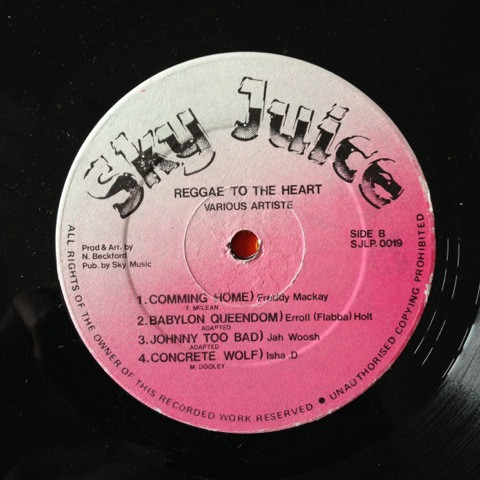 Sky Juice
REGGAE TO THE HEART
VARIOUS ARTISTE
Prod & Arr. by
N. Beckford
Pub. by Sky Music
SIDE B
SJLP. 0019
1. COMMING HOME) Freddy Mackay
F. McLEAN
2. BABYLON QUEENDOM) Erroll (Flabba) Holt
ADAPTED
3. JOHNNY TOO BAD) Jah Woosh
ADAPTED
4. CONCRETE WOLF) Isha .D
M. DOOLEY
ALL RIGHTS OF THE OWNER OF THIS RECORDED WORK RESERVED ● UNAUTHORISED COPYING PROHIBITED